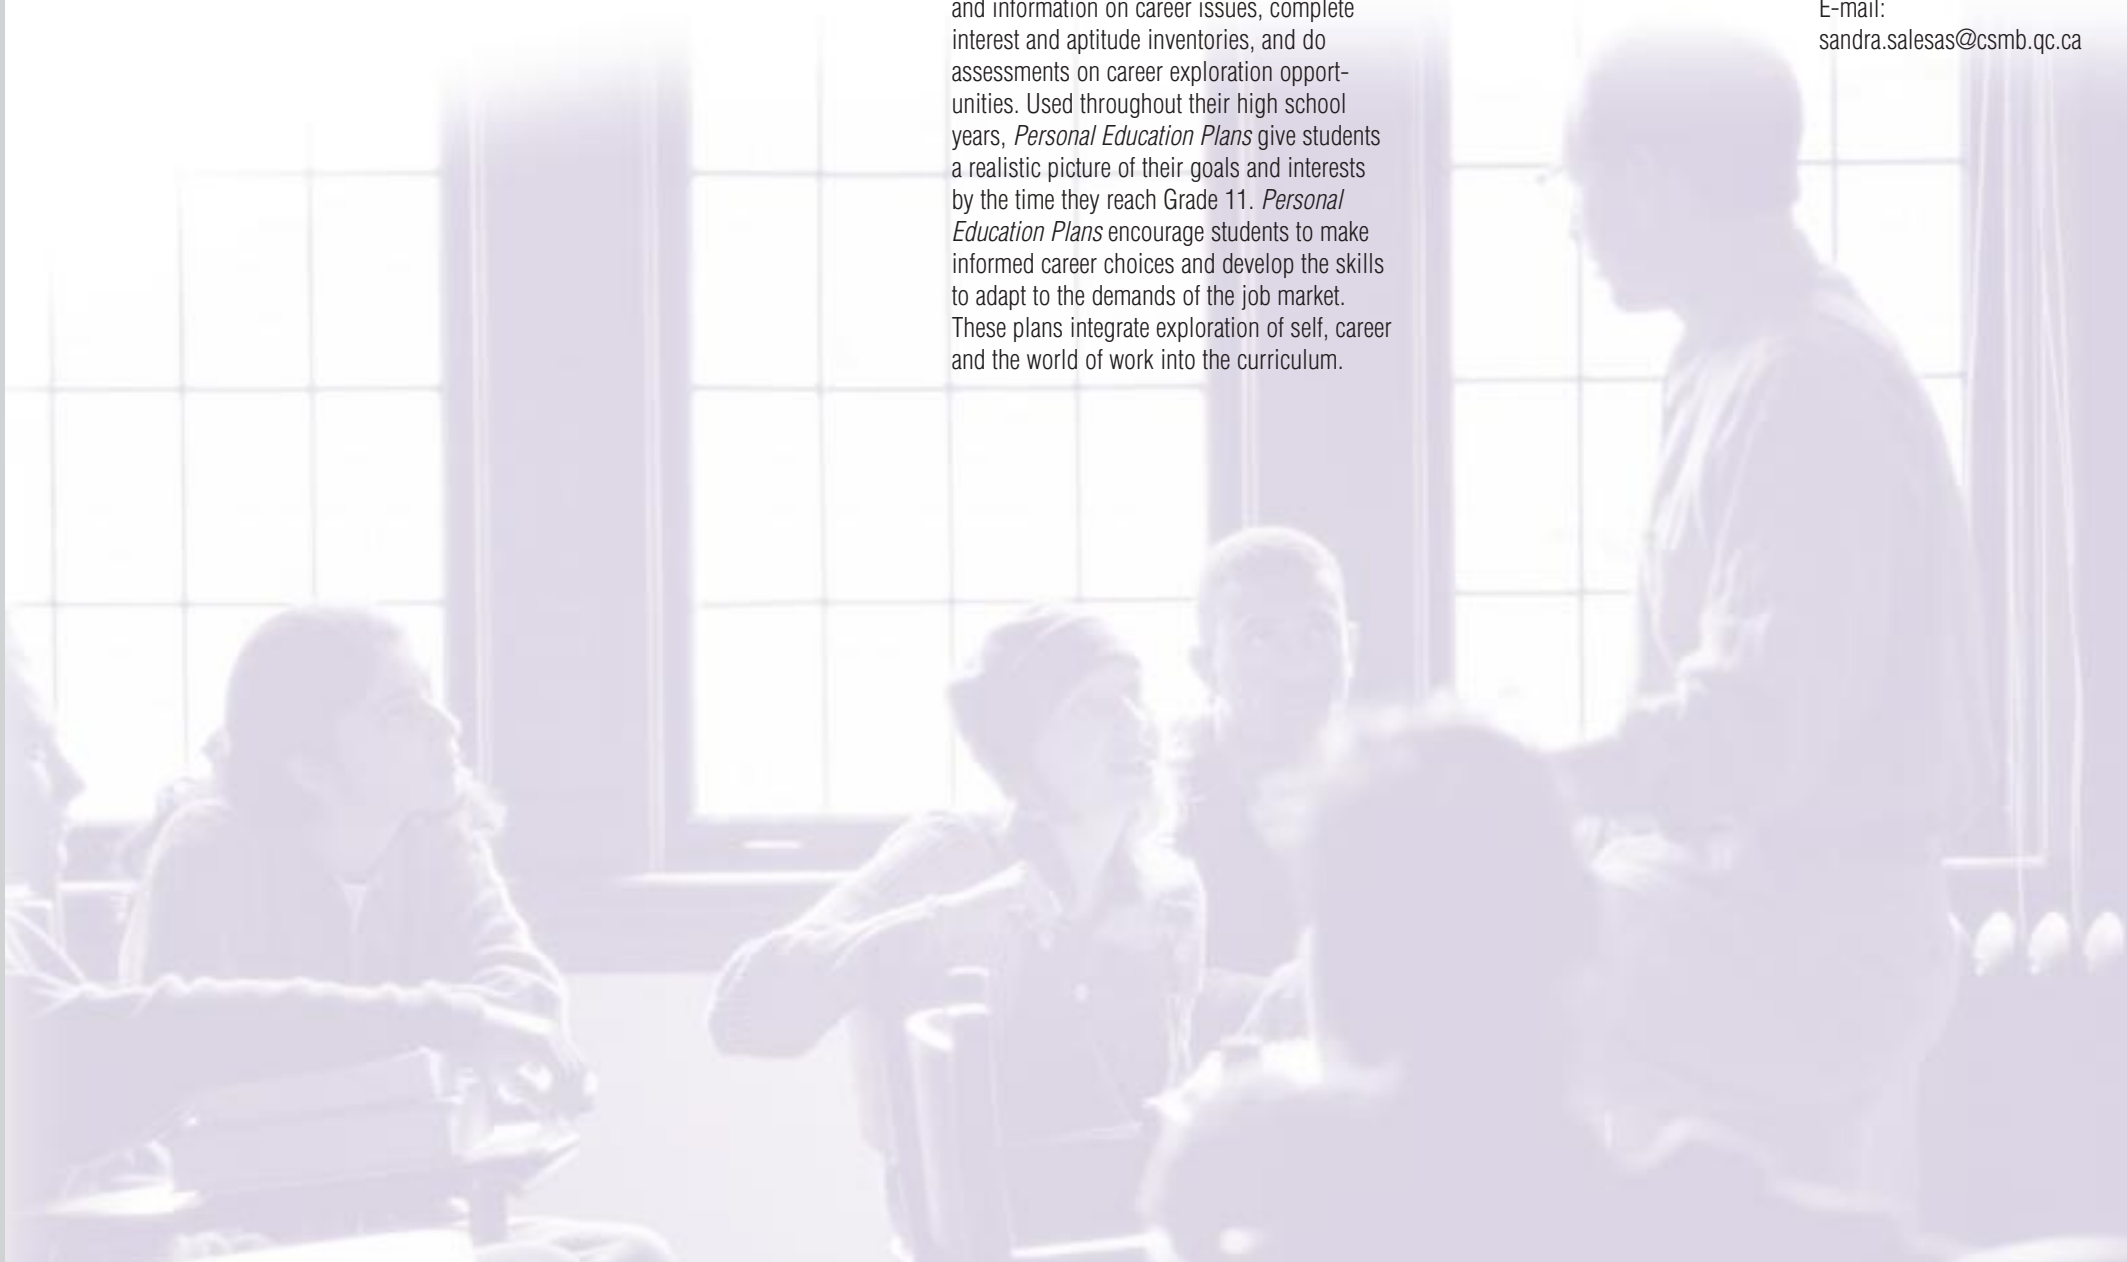 and information on career issues, complete
interest and aptitude inventories, and do
assessments on career exploration opport-
unities. Used throughout their high school
years, Personal Education Plans give students
a realistic picture of their goals and interests
by the time they reach Grade 11. Personal
Education Plans encourage students to make
informed career choices and develop the skills
to adapt to the demands of the job market.
These plans integrate exploration of self, career
and the world of work into the curriculum.
E-mail:
sandra.salesas@csmb.qc.ca